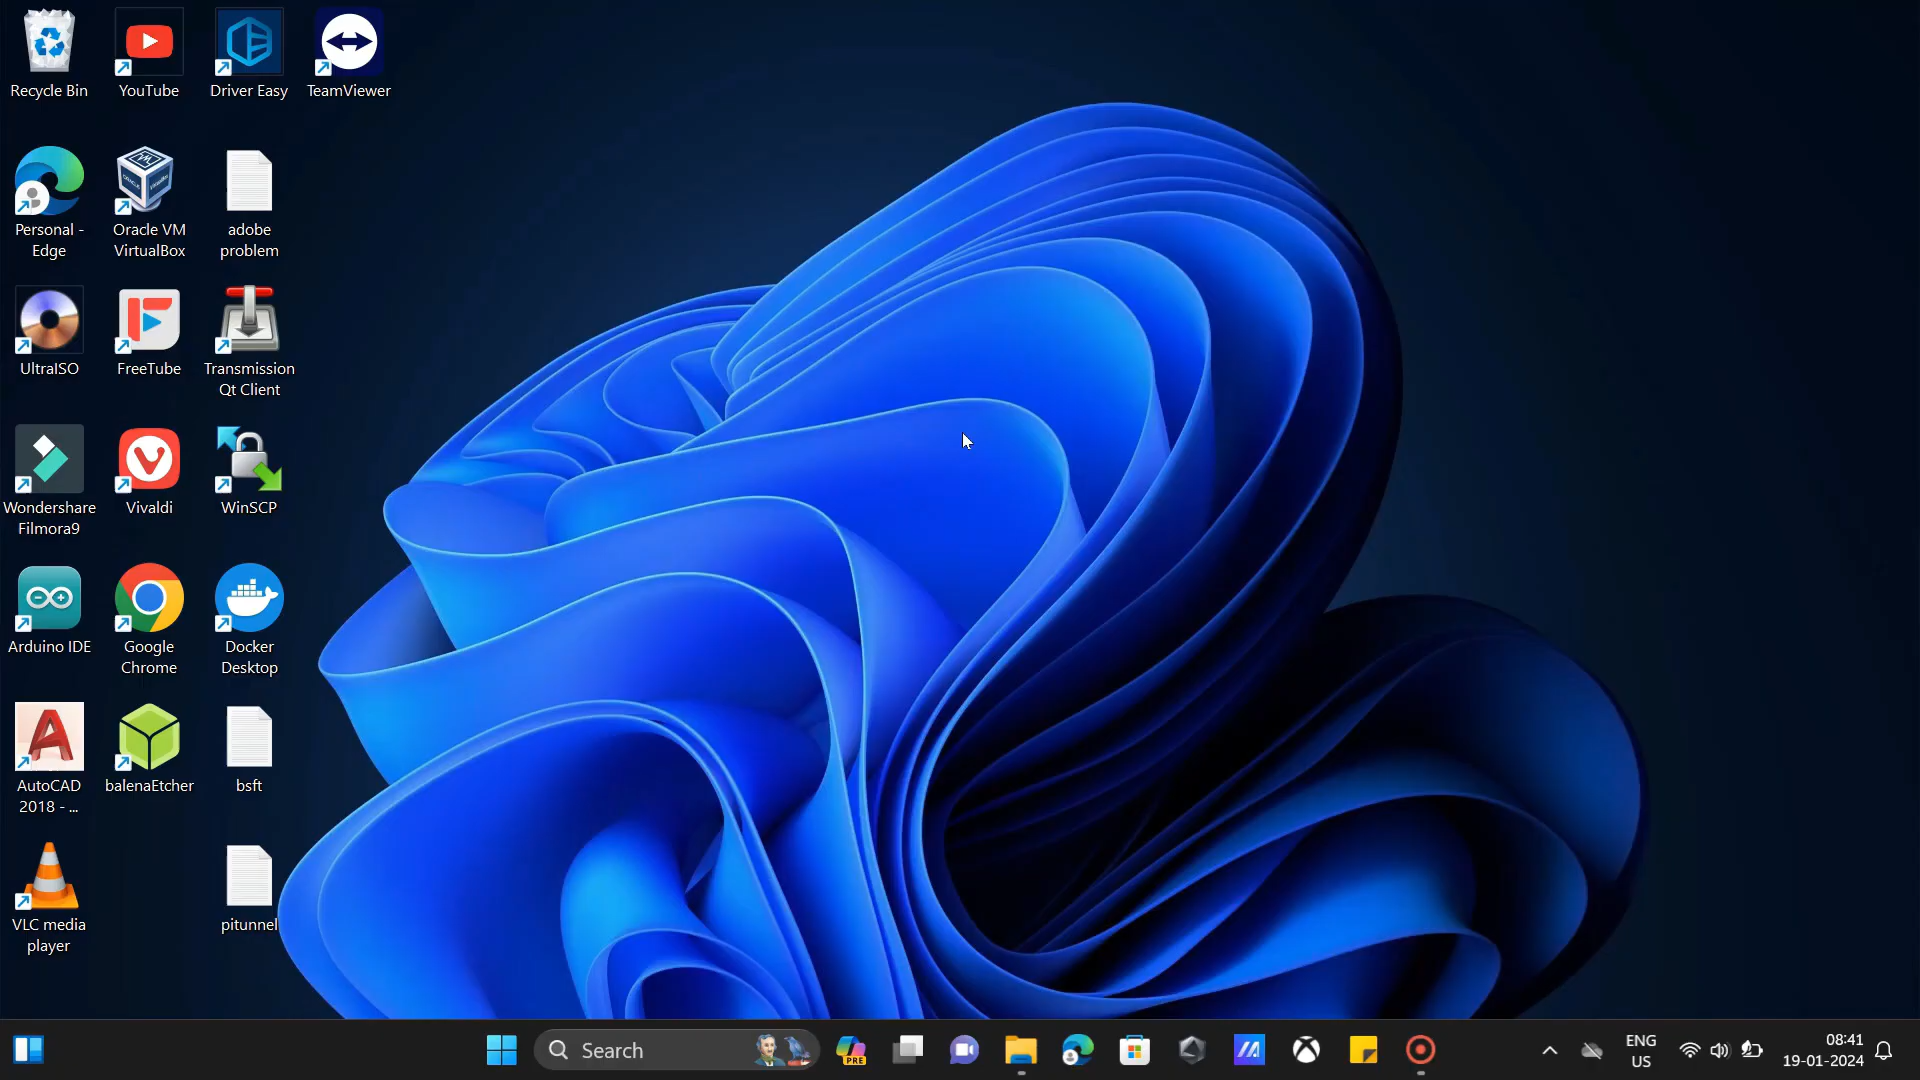 Recycle Bin
YouTube
Driver Easy
TeamViewer
Personal -
Edge
Oracle VM
VirtualBox
adobe
problem
UltraISO
FreeTube
Transmission
Qt Client
Wondershare
Filmora9
Vivaldi
WinSCP
Arduino IDE
Google
Chrome
Docker
Desktop
AutoCAD
2018 - ...
balenaEtcher
bsft
VLC media
player
pitunnel
Search
PRE
ENG
US
08:41
19-01-2024